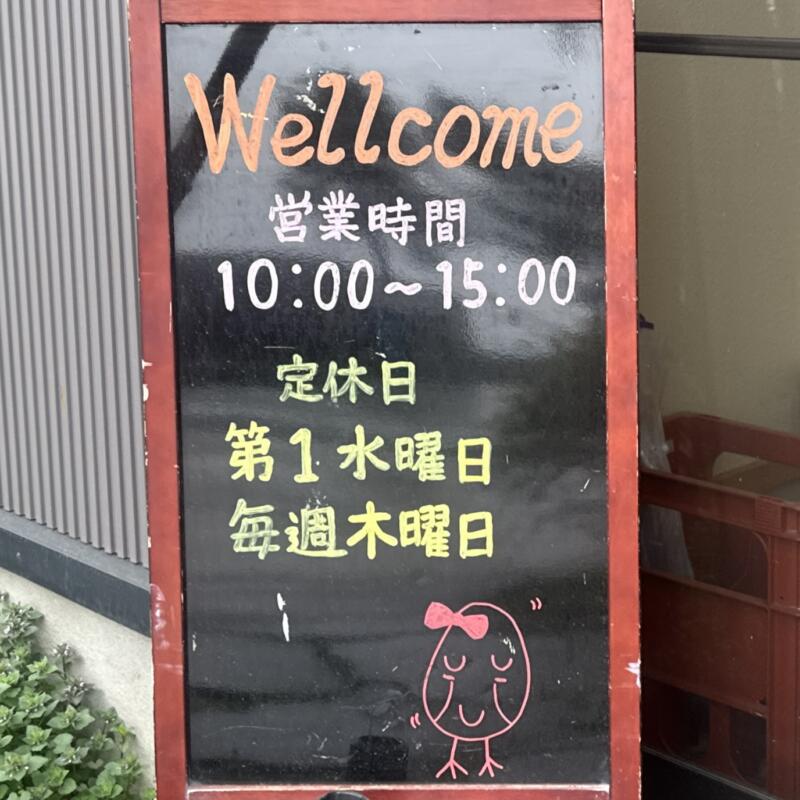 Wellcome
営業時間
10:00～15:00
定休日
第1水曜日
毎週木曜日